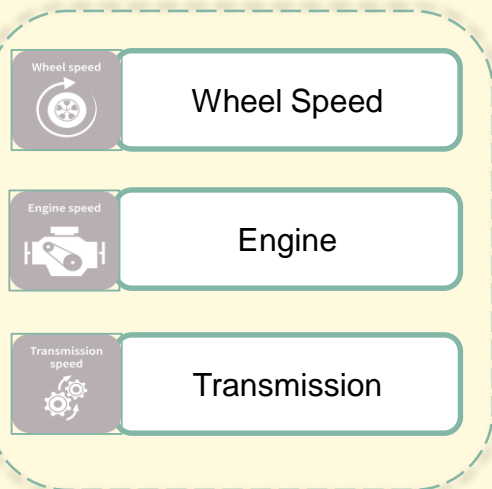 Wheel speed
Wheel Speed
Engine speed
Engine
Transmission
speed
Transmission